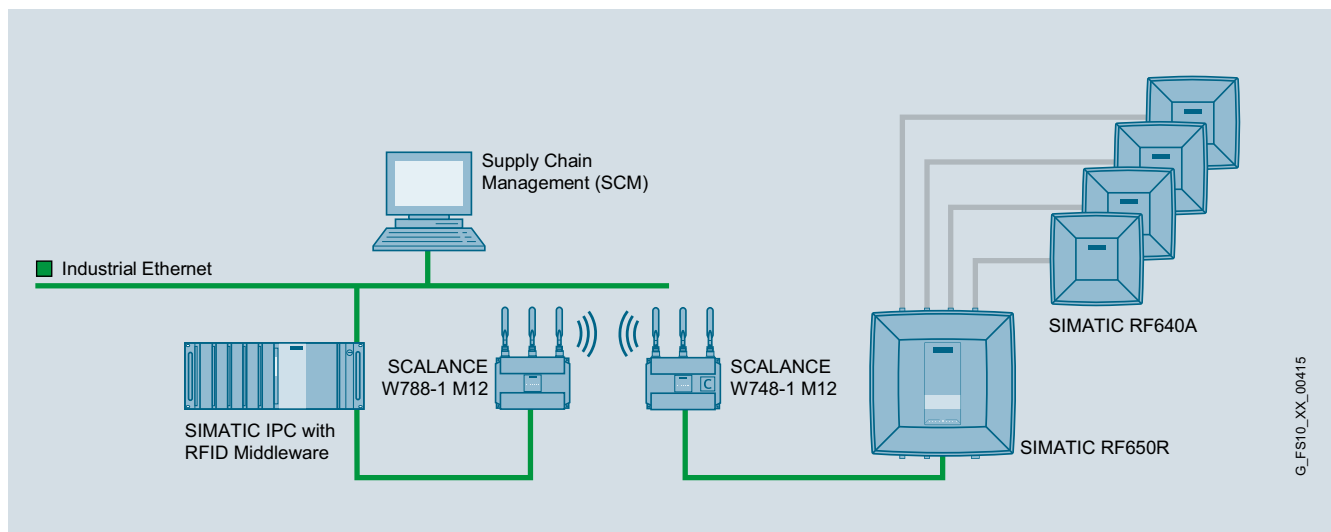 Supply Chain
Management (SCM)
Industrial Ethernet
SIMATIC RF640A
SCALANCE
W788-1 M12
SCALANCE
W748-1 M12
C
SIMATIC IPC with
RFID Middleware
SIMATIC RF650R
G_FS10_XX_00415